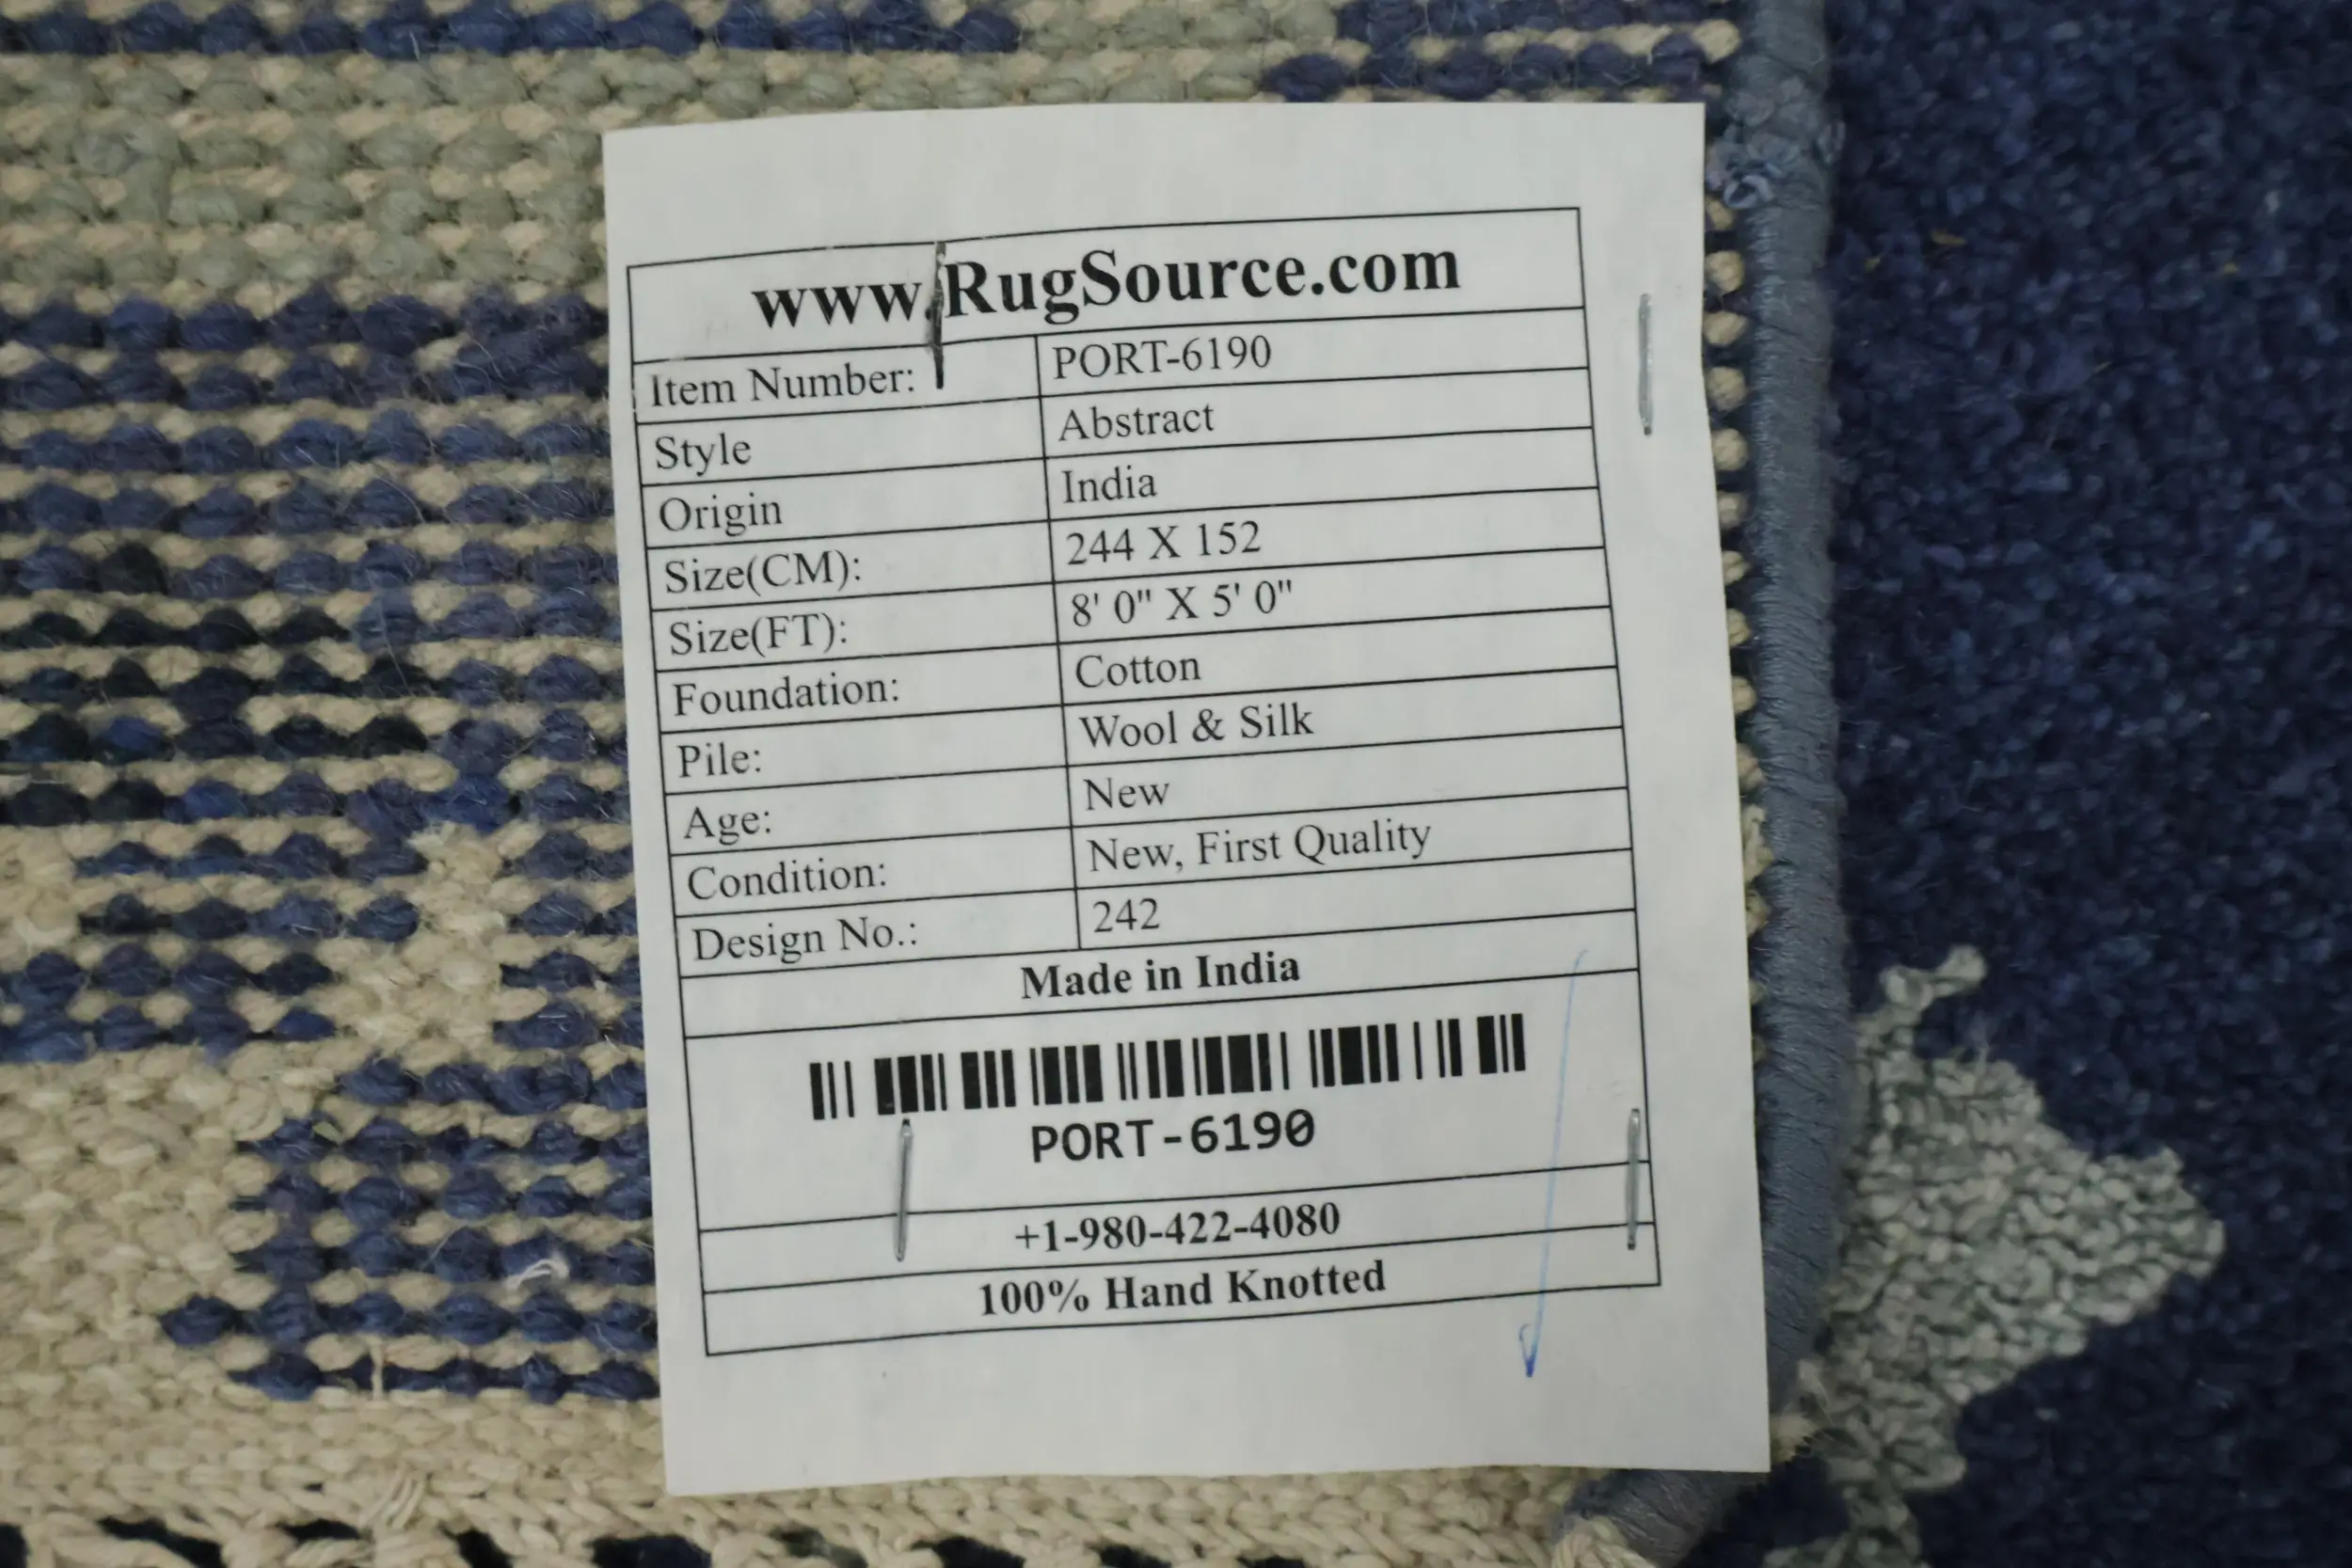 www.RugSource.com
Item Number: PORT-6190
Style Abstract
Origin India
Size(CM): 244 X 152
Size(FT): 8' 0" X 5' 0"
Foundation: Cotton
Pile: Wool & Silk
Age: New
Condition: New, First Quality
Design No.: 242
Made in India
PORT-6190
+1-980-422-4080
100% Hand Knotted